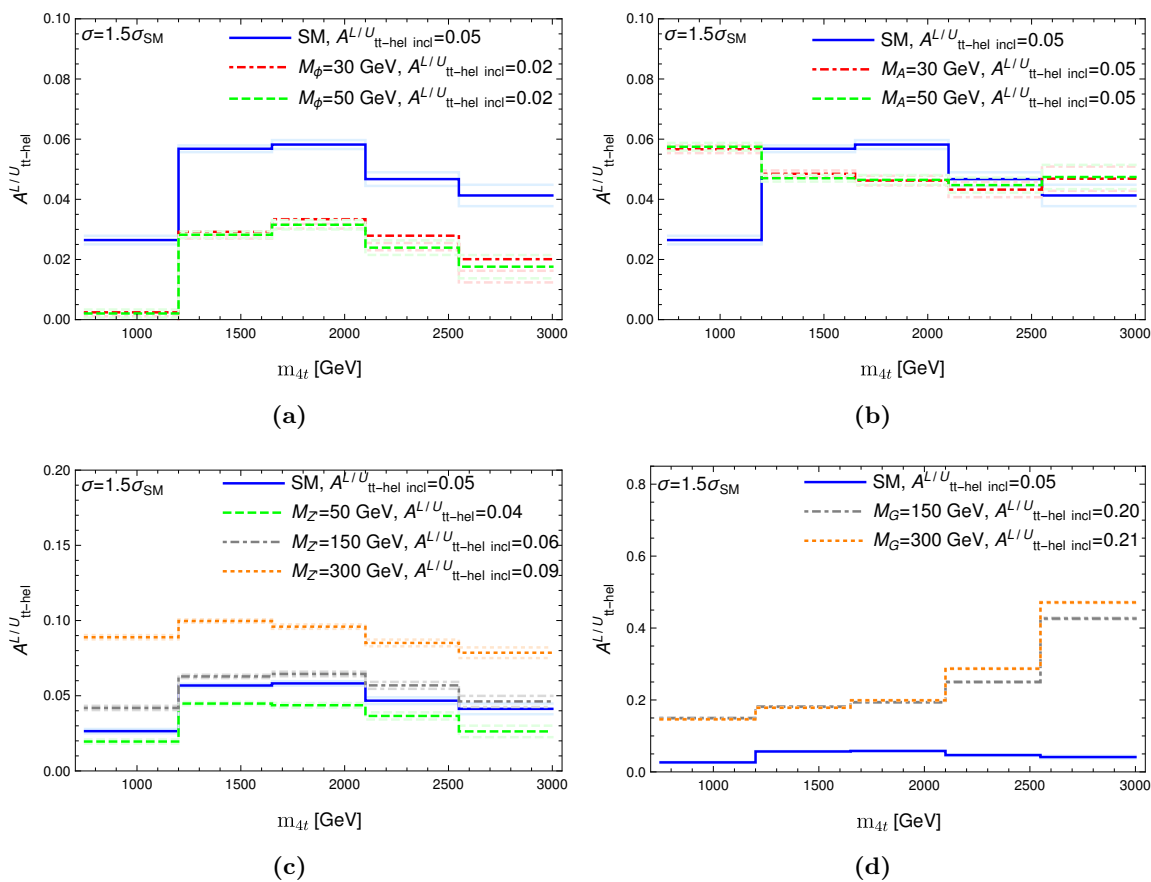 σ=1.5σSM
SM, A^L/U tt-hel incl=0.05
Mϕ=30 GeV, A^L/U tt-hel incl=0.02
Mϕ=50 GeV, A^L/U tt-hel incl=0.02
A^L/U tt-hel
0.10
0.08
0.06
0.04
0.02
0.00
1000 1500 2000 2500 3000
m4t [GeV]
(a)
σ=1.5σSM
SM, A^L/U tt-hel incl=0.05
MA=30 GeV, A^L/U tt-hel incl=0.05
MA=50 GeV, A^L/U tt-hel incl=0.05
A^L/U tt-hel
0.10
0.08
0.06
0.04
0.02
0.00
1000 1500 2000 2500 3000
m4t [GeV]
(b)
σ=1.5σSM
SM, A^L/U tt-hel incl=0.05
MZ'=50 GeV, A^L/U tt-hel=0.04
MZ'=150 GeV, A^L/U tt-hel incl=0.06
MZ'=300 GeV, A^L/U tt-hel incl=0.09
A^L/U tt-hel
0.20
0.15
0.10
0.05
0.00
1000 1500 2000 2500 3000
m4t [GeV]
(c)
σ=1.5σSM
SM, A^L/U tt-hel incl=0.05
MG=150 GeV, A^L/U tt-hel incl=0.20
MG=300 GeV, A^L/U tt-hel incl=0.21
A^L/U tt-hel
0.8
0.6
0.4
0.2
0.0
1000 1500 2000 2500 3000
m4t [GeV]
(d)